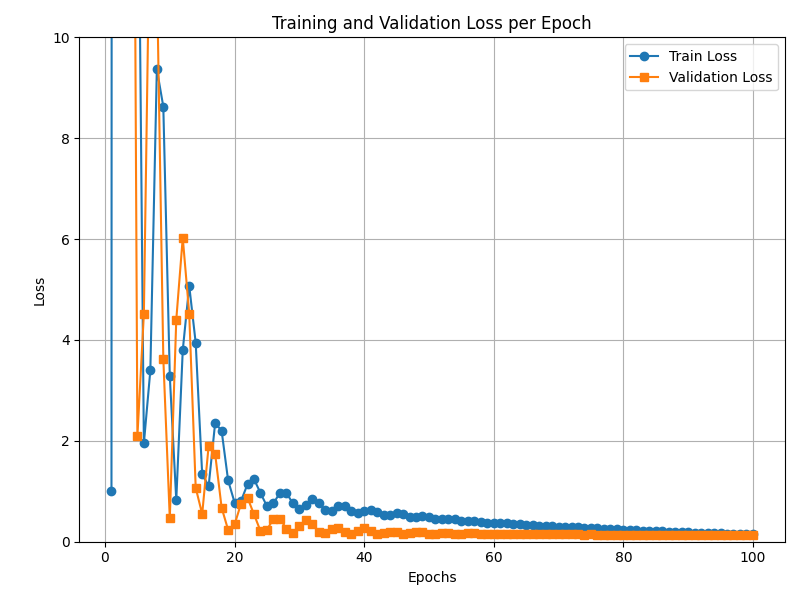 Training and Validation Loss per Epoch
Train Loss
Validation Loss
Loss
10
8
6
4
2
0
0 20 40 60 80 100
Epochs